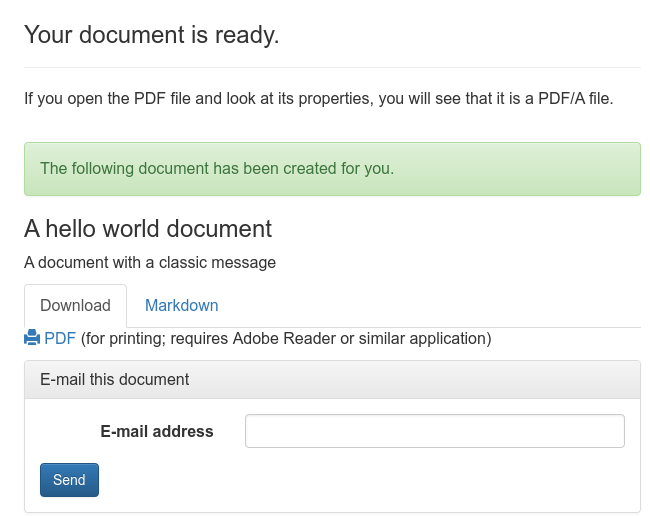 Your document is ready.
If you open the PDF file and look at its properties, you will see that it is a PDF/A file.
The following document has been created for you.
A hello world document
A document with a classic message
Download Markdown
PDF (for printing; requires Adobe Reader or similar application)
E-mail this document
E-mail address
Send